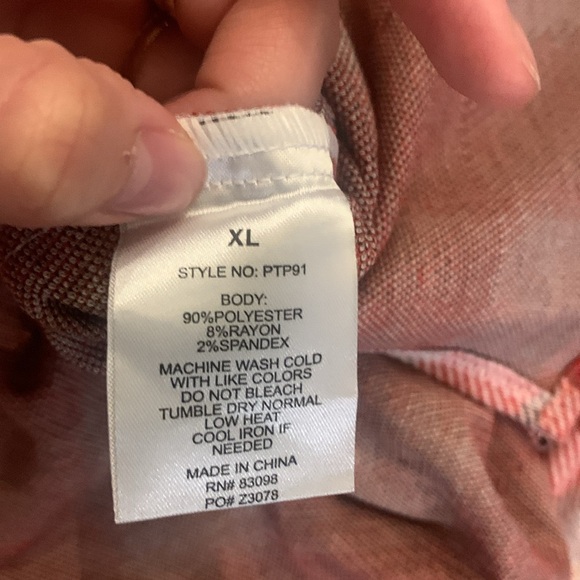 XL
STYLE NO: PTP91
BODY:
90%POLYESTER
8%RAYON
2%SPANDEX
MACHINE WASH COLD
WITH LIKE COLORS
DO NOT BLEACH
TUMBLE DRY NORMAL
LOW HEAT
COOL IRON IF
NEEDED
MADE IN CHINA
RN# 83098
PO# Z3078